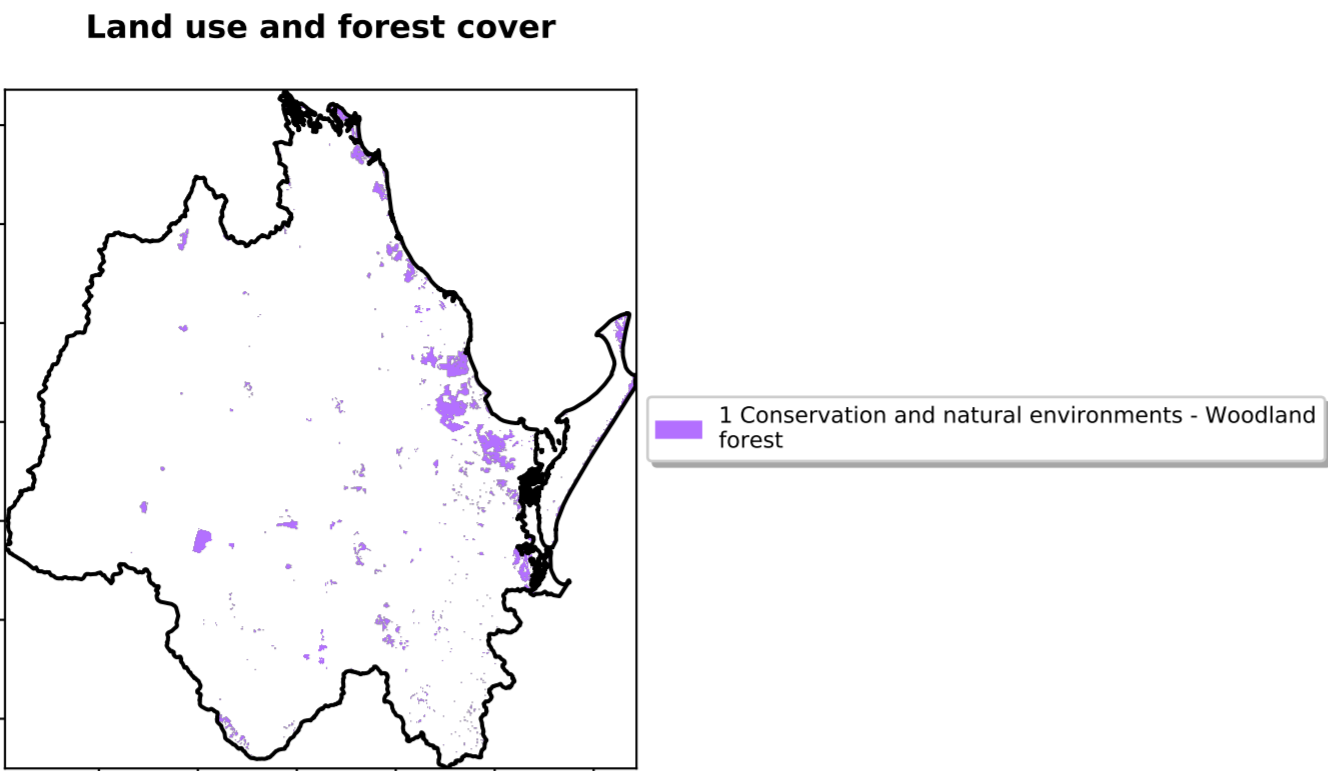 Land use and forest cover
1 Conservation and natural environments - Woodland
forest